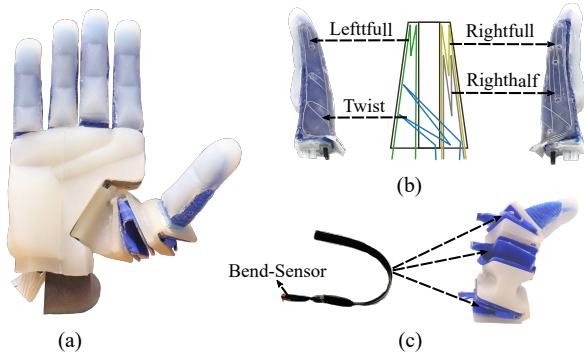 Lefttfull
Rightfull
Righthalf
Twist
(b)
Bend-Sensor
(a)
(c)